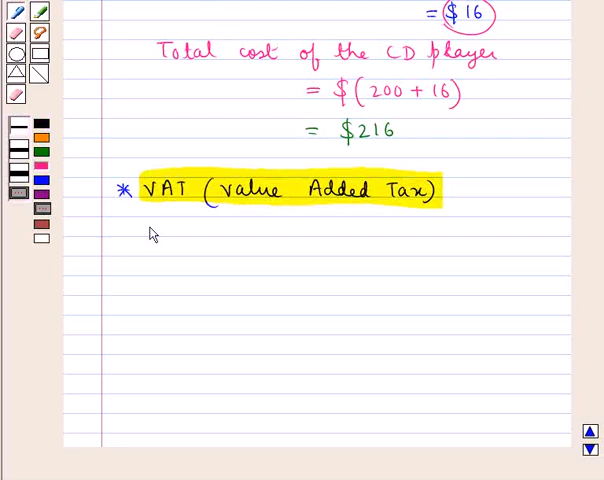 = $16
Total cost of the CD player
= $(200 + 16)
= $216
* VAT (Value Added Tax)